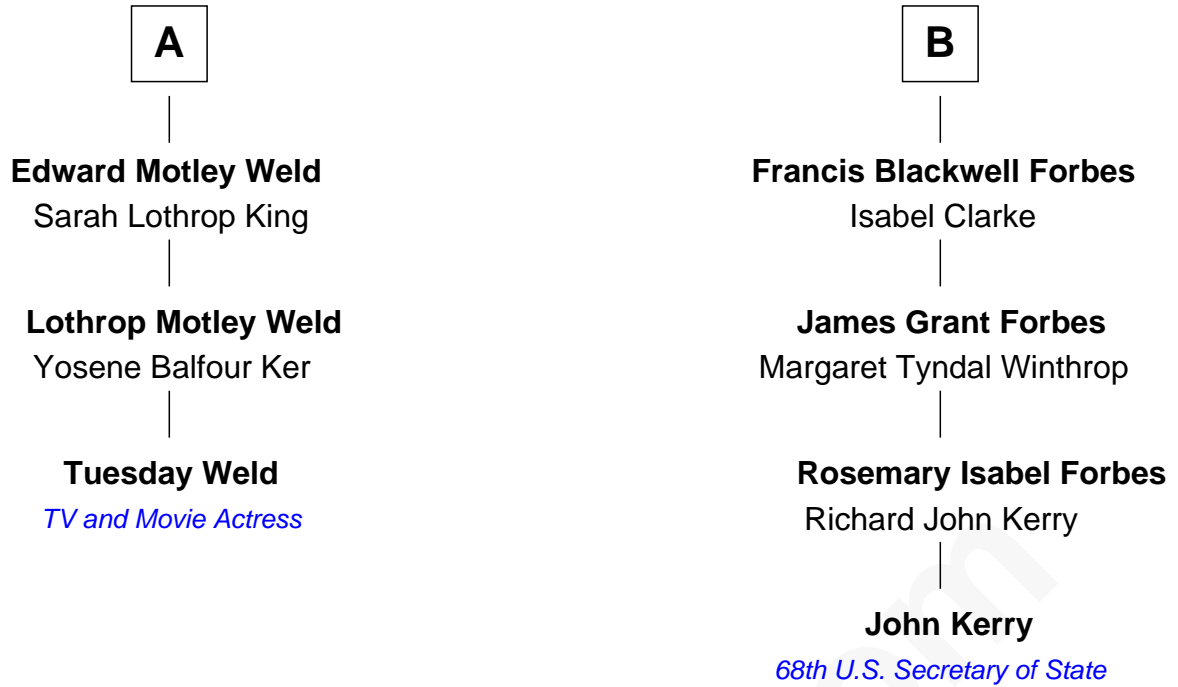 A
Edward Motley Weld
Sarah Lothrop King
Lothrop Motley Weld
Yosene Balfour Ker
Tuesday Weld
TV and Movie Actress
B
Francis Blackwell Forbes
Isabel Clarke
James Grant Forbes
Margaret Tyndal Winthrop
Rosemary Isabel Forbes
Richard John Kerry
John Kerry
68th U.S. Secretary of State